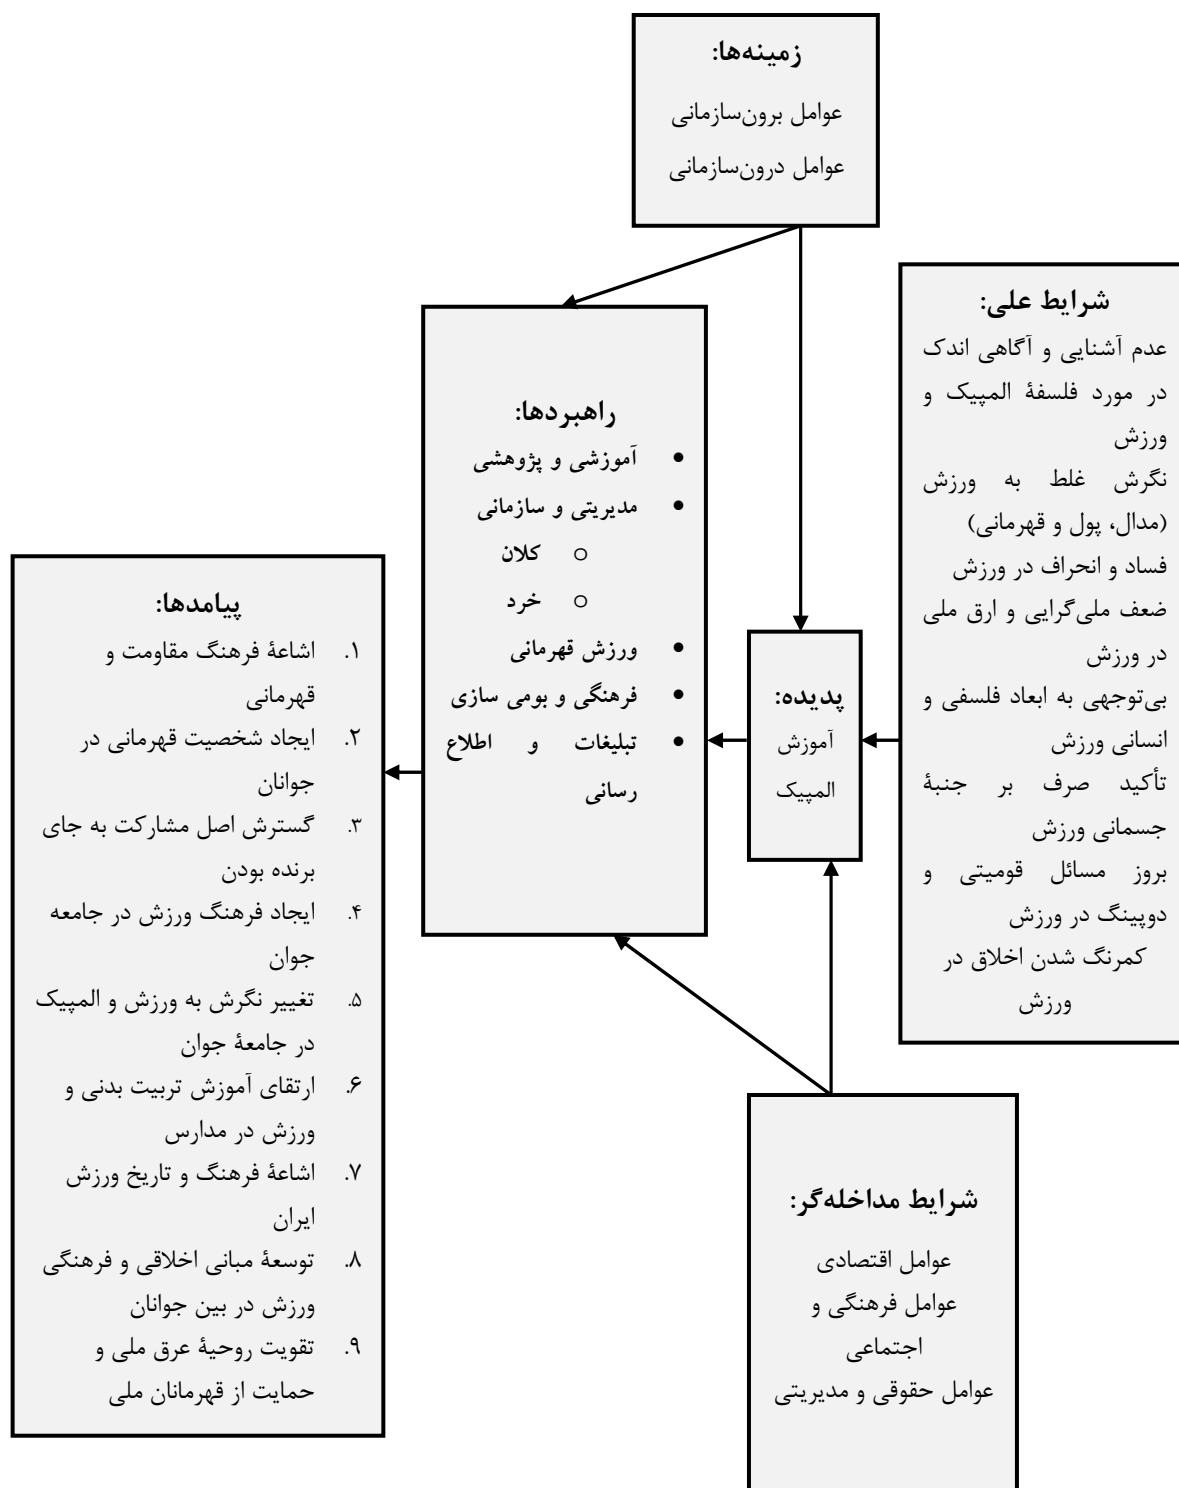 زمینه‌ها:
عوامل برون‌سازمانی
عوامل درون‌سازمانی
شرایط علی:
عدم آشنایی و آگاهی اندک
در مورد فلسفهٔ المپیک و
ورزش
نگرش غلط به ورزش
(مدال، پول و قهرمانی)
فساد و انحراف در ورزش
ضعف ملی‌گرایی و ارق ملی
در ورزش
بی‌توجهی به ابعاد فلسفی و
انسانی ورزش
تأکید صرف بر جنبهٔ
جسمانی ورزش
بروز مسائل قومیتی و
دوپینگ در ورزش
کمرنگ شدن اخلاق در
ورزش
پدیده:
آموزش
المپیک
راهبردها:
● آموزشی و پژوهشی
● مدیریتی و سازمانی
o کلان
o خرد
● ورزش قهرمانی
● فرهنگی و بومی سازی
● تبلیغات و اطلاع
رسانی
پیامدها:
۱. اشاعهٔ فرهنگ مقاومت و
قهرمانی
۲. ایجاد شخصیت قهرمانی در
جوانان
۳. گسترش اصل مشارکت به جای
برنده بودن
۴. ایجاد فرهنگ ورزش در جامعه
جوان
۵. تغییر نگرش به ورزش و المپیک
در جامعهٔ جوان
۶. ارتقای آموزش تربیت بدنی و
ورزش در مدارس
۷. اشاعهٔ فرهنگ و تاریخ ورزش
ایران
۸. توسعهٔ مبانی اخلاقی و فرهنگی
ورزش در بین جوانان
۹. تقویت روحیهٔ عرق ملی و
حمایت از قهرمانان ملی
شرایط مداخله‌گر:
عوامل اقتصادی
عوامل فرهنگی و
اجتماعی
عوامل حقوقی و مدیریتی